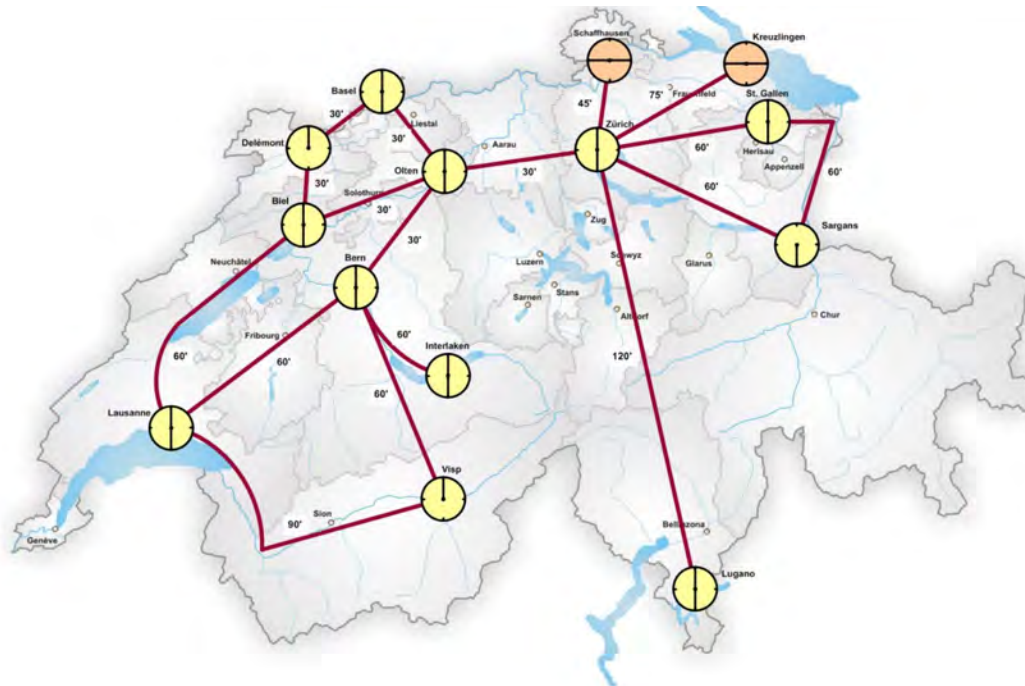 Schaffhausen
Kreuzlingen
Basel
30'
45'
75'
Frauenfeld
St. Gallen
Liestal
Zürich
Delémont
30'
Aarau
60'
Herisau
Appenzell
Olten
30'
60'
60'
30'
Solothurn
30'
Biel
Zug
Sargans
30'
Neuchâtel
Bern
Luzern
Schwyz
Glarus
Stans
Sarnen
Altdorf
Chur
Fribourg
60'
Interlaken
60'
60'
120'
60'
Lausanne
Visp
Sion
90'
Bellinzona
Genève
Lugano